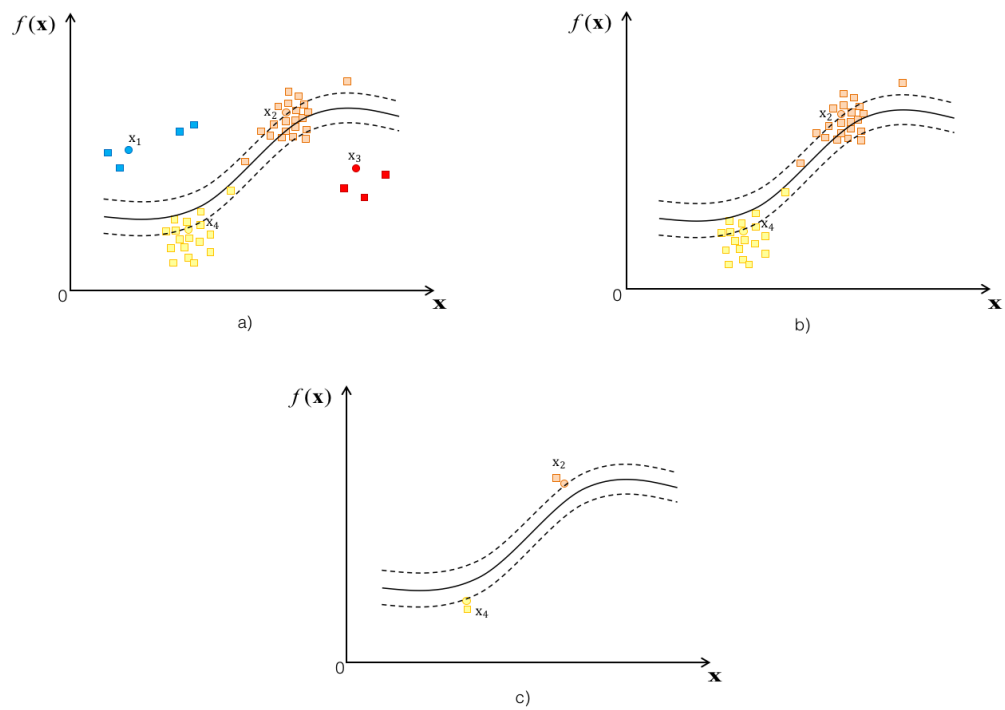 f(x)
x₁
x₂
x₃
x₄
0
x
a)
f(x)
x₂
x₄
0
x
b)
f(x)
x₂
x₄
0
x
c)